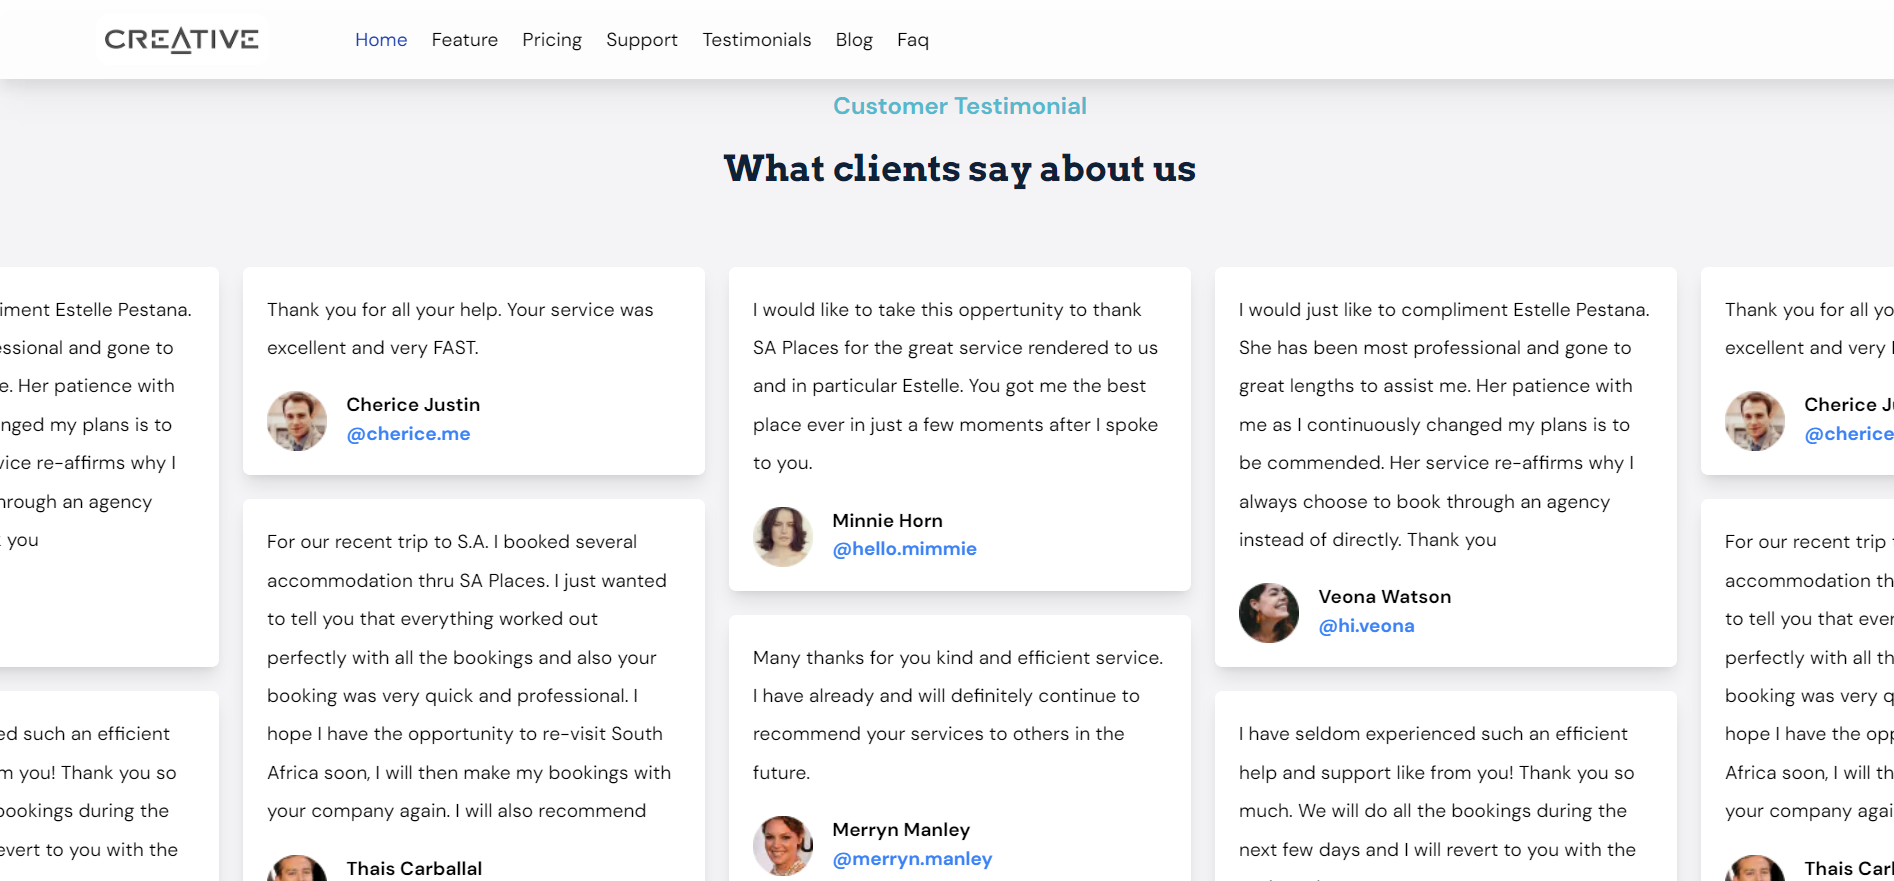 CREATIVE
Home Feature Pricing Support Testimonials Blog Faq
Customer Testimonial
What clients say about us
iment Estelle Pestana.
essional and gone to
e. Her patience with
nged my plans is to
vice re-affirms why I
hrough an agency
you
ed such an efficient
m you! Thank you so
bookings during the
evert to you with the
Thank you for all your help. Your service was
excellent and very FAST.
Cherice Justin
@cherice.me
For our recent trip to S.A. I booked several
accommodation thru SA Places. I just wanted
to tell you that everything worked out
perfectly with all the bookings and also your
booking was very quick and professional. I
hope I have the opportunity to re-visit South
Africa soon, I will then make my bookings with
your company again. I will also recommend
Thais Carballal
I would like to take this oppertunity to thank
SA Places for the great service rendered to us
and in particular Estelle. You got me the best
place ever in just a few moments after I spoke
to you.
Minnie Horn
@hello.mimmie
Many thanks for you kind and efficient service.
I have already and will definitely continue to
recommend your services to others in the
future.
Merryn Manley
@merryn.manley
I would just like to compliment Estelle Pestana.
She has been most professional and gone to
great lengths to assist me. Her patience with
me as I continuously changed my plans is to
be commended. Her service re-affirms why I
always choose to book through an agency
instead of directly. Thank you
Veona Watson
@hi.veona
I have seldom experienced such an efficient
help and support like from you! Thank you so
much. We will do all the bookings during the
next few days and I will revert to you with the
Thank you for all yo
excellent and very
Cherice Ju
@cherice
For our recent trip
accommodation th
to tell you that ever
perfectly with all th
booking was very q
hope I have the opp
Africa soon, I will th
your company agai
Thais Carl